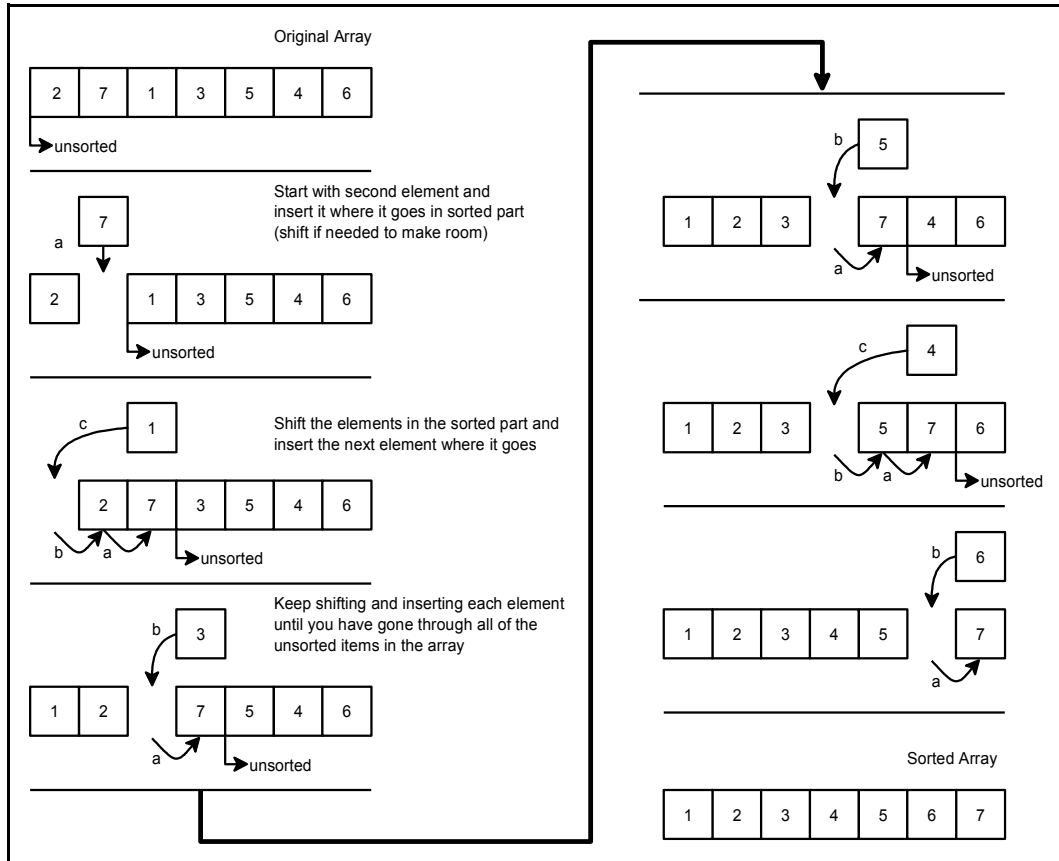 Original Array
2 7 1 3 5 4 6
unsorted
Start with second element and
insert it where it goes in sorted part
(shift if needed to make room)
7
a
2 1 3 5 4 6
unsorted
Shift the elements in the sorted part and
insert the next element where it goes
c 1
2 7 3 5 4 6
b a
unsorted
Keep shifting and inserting each element
until you have gone through all of the
unsorted items in the array
b 3
1 2 7 5 4 6
a
unsorted
b 5
1 2 3 7 4 6
a
unsorted
c 4
1 2 3 5 7 6
b a
unsorted
b 6
1 2 3 4 5 7
a
Sorted Array
1 2 3 4 5 6 7